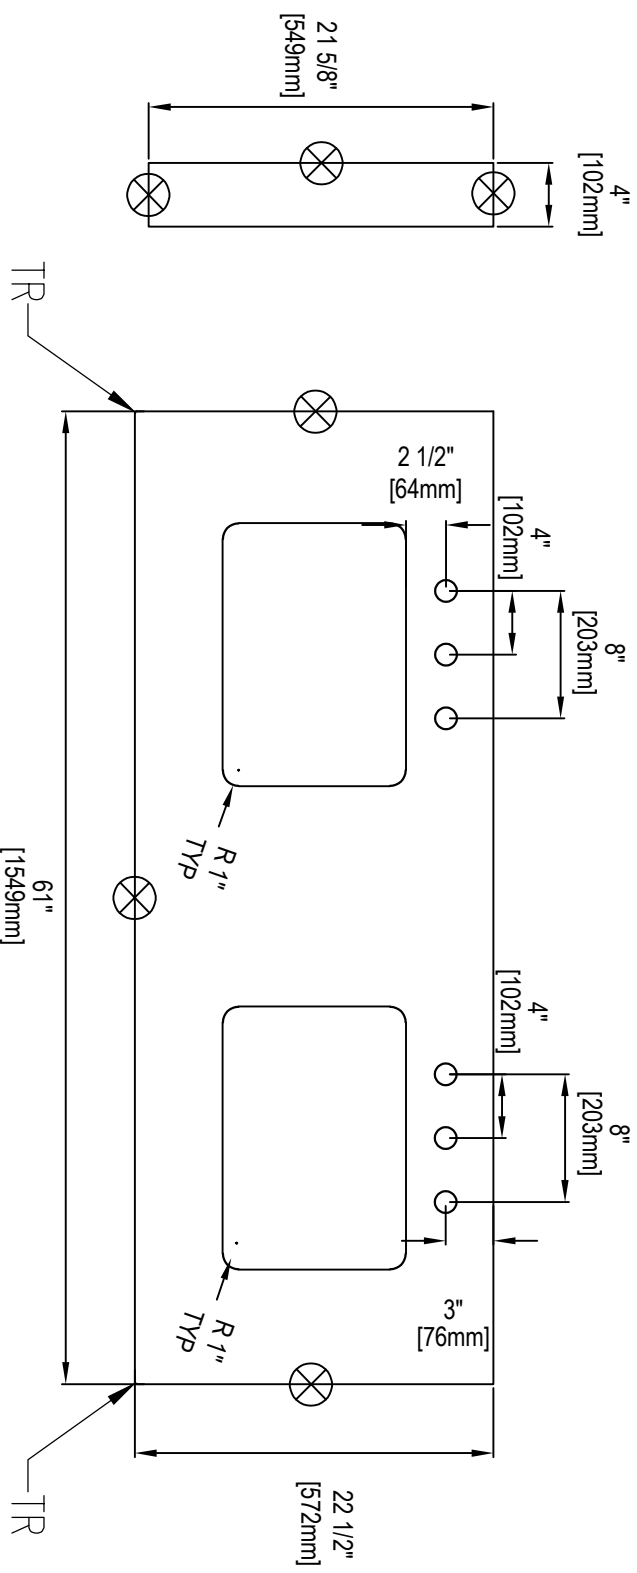 4"
[102mm]
21 5/8"
[549mm]
TR
2 1/2"
[64mm]
4"
[102mm]
8"
[203mm]
R 1"
TYP
61"
[1549mm]
4"
[102mm]
8"
[203mm]
3"
[76mm]
R 1"
TYP
22 1/2"
[572mm]
TR